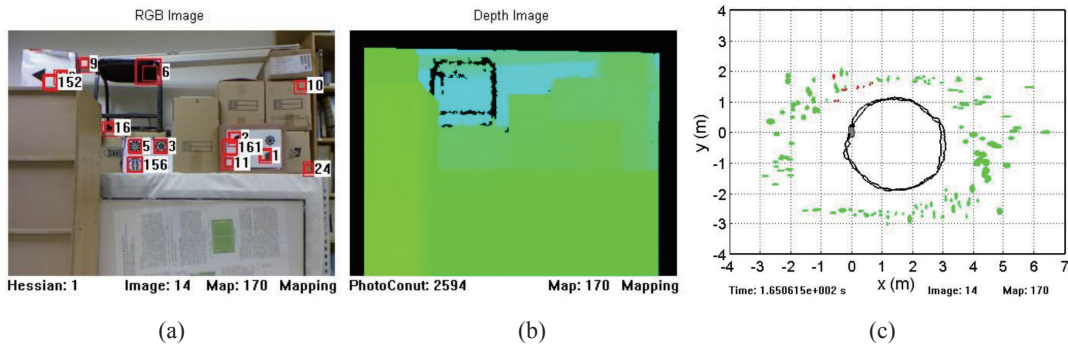 RGB Image
9
6
152
10
16
2
5
3
161
1
156
11
24
Hessian: 1 Image: 14 Map: 170 Mapping
(a)
Depth Image
PhotoConut: 2594 Map: 170 Mapping
(b)
4
3
2
1
0
-1
-2
-3
-4
y (m)
-4 -3 -2 -1 0 1 2 3 4 5 6 7
x (m)
Time: 1.650615e+002 s Image: 14 Map: 170
(c)